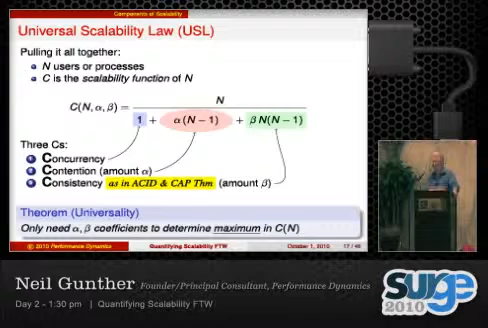 Components of Scalability
Universal Scalability Law (USL)
Pulling it all together:
N users or processes
C is the scalability function of N
C(N, α, β) = N / 1 + α(N − 1) + β N(N − 1)
Three Cs:
1 Concurrency
2 Contention (amount α)
3 Consistency as in ACID & CAP Thm (amount β)
Theorem (Universality)
Only need α, β coefficients to determine maximum in C(N)
© 2010 Performance Dynamics Quantifying Scalability FTW October 1, 2010 17 / 46
Neil Gunther Founder/Principal Consultant, Performance Dynamics
Day 2 - 1:30 pm | Quantifying Scalability FTW
surge
2010